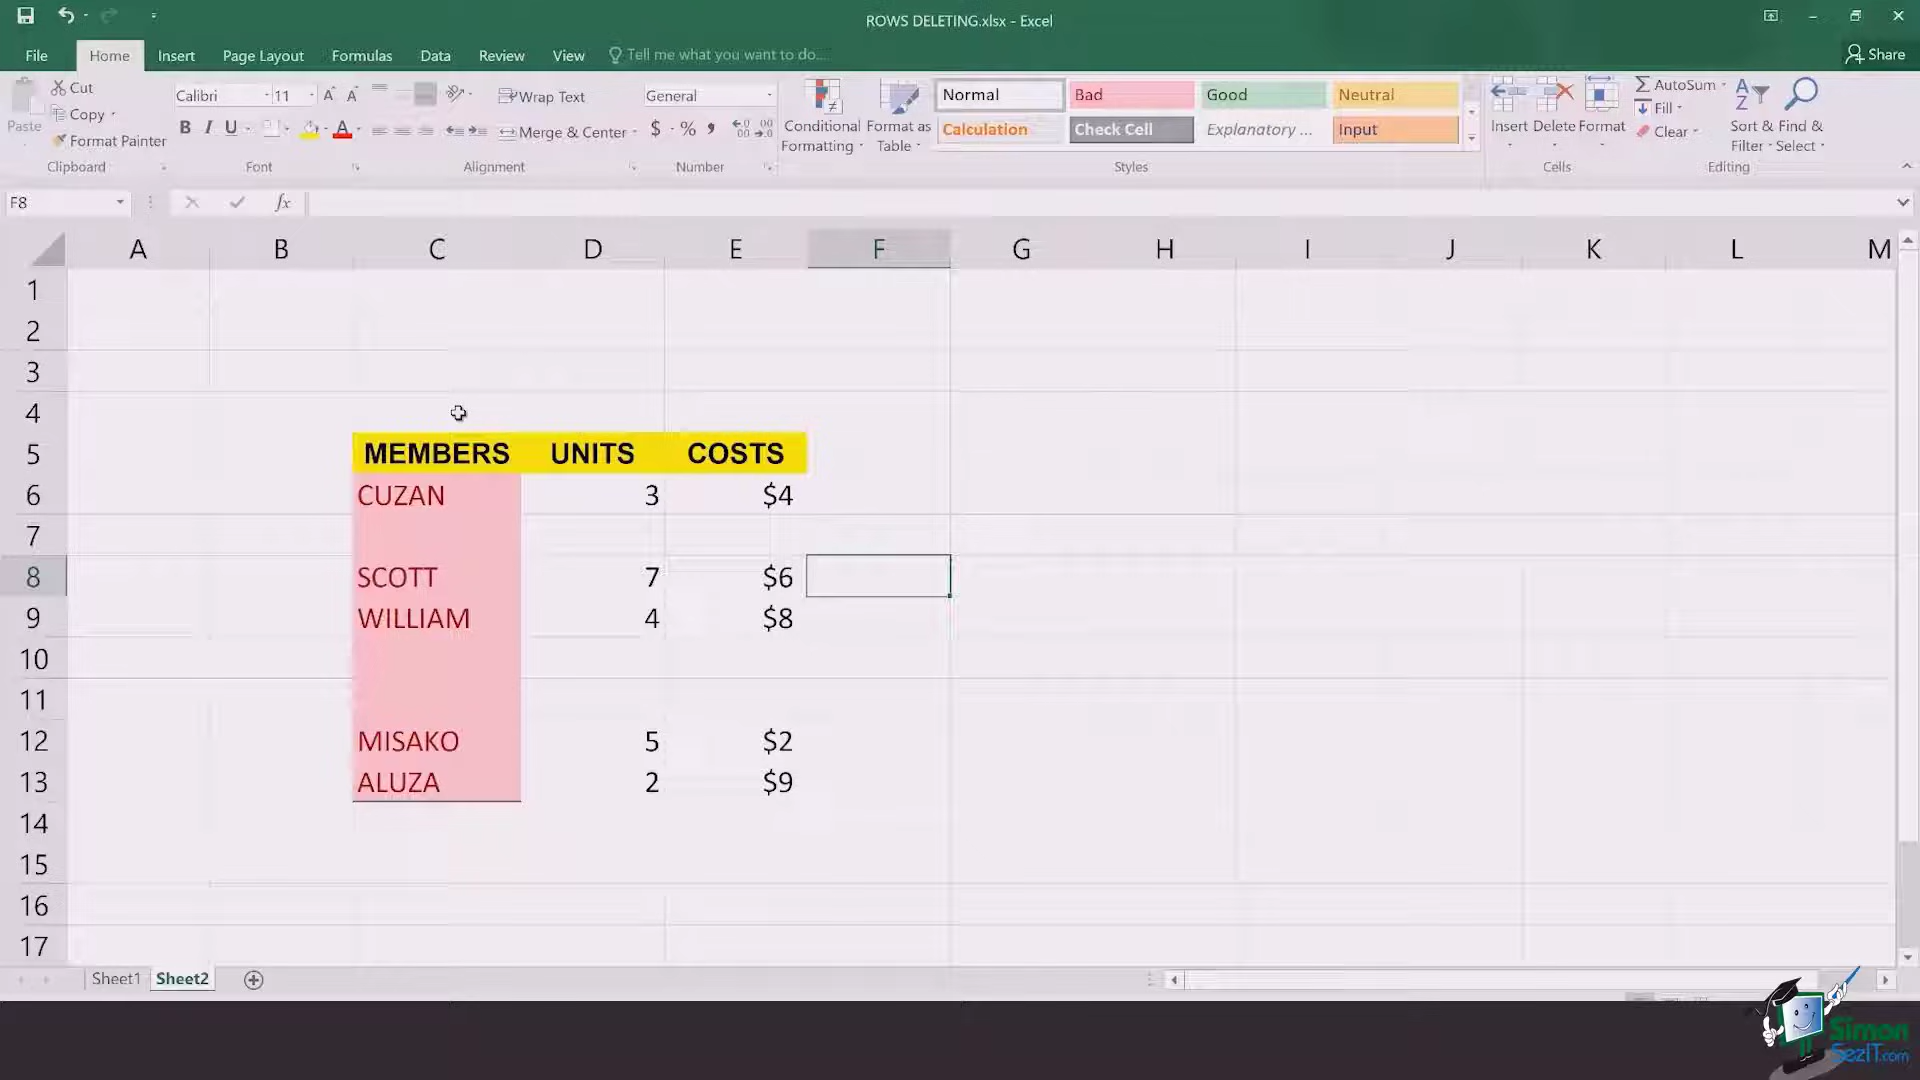 ROWS DELETING.xlsx - Excel
File Home Insert Page Layout Formulas Data Review View Tell me what you want to do... Share
Paste Cut Copy Format Painter
Clipboard
Calibri 11
B I U
Font
Wrap Text
Merge & Center
Alignment
General
$ % ,
Number
Conditional Formatting
Format as Table
Normal Bad Good Neutral
Calculation Check Cell Explanatory ... Input
Styles
Insert Delete Format
Cells
AutoSum
Fill
Clear
Sort & Filter
Find & Select
Editing
F8 fx
A B C D E F G H I J K L M
1
2
3
4
5 MEMBERS UNITS COSTS
6 CUZAN 3 $4
7
8 SCOTT 7 $6
9 WILLIAM 4 $8
10
11
12 MISAKO 5 $2
13 ALUZA 2 $9
14
15
16
17
Sheet1 Sheet2
Simon
SezIT.com